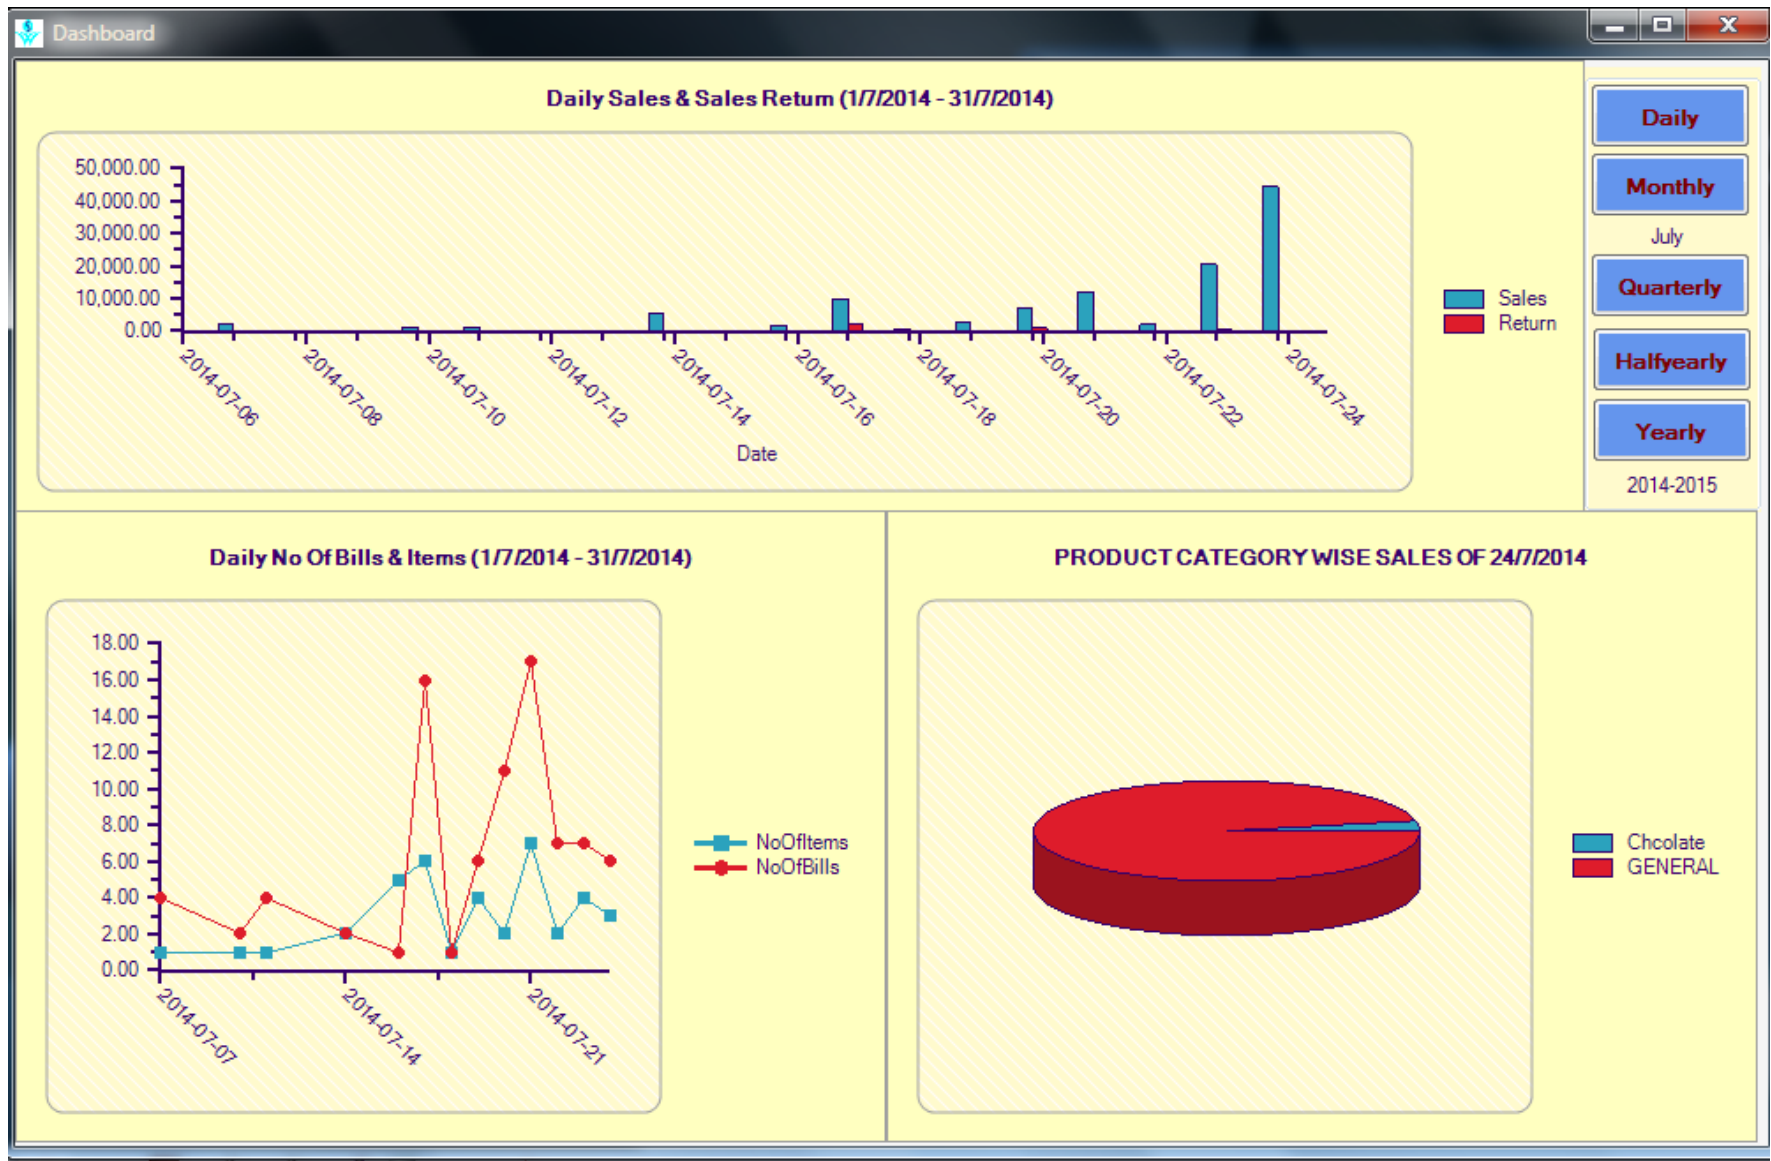 Dashboard
Daily Sales & Sales Return (1/7/2014 - 31/7/2014)
50,000.00
40,000.00
30,000.00
20,000.00
10,000.00
0.00
2014-07-06
2014-07-08
2014-07-10
2014-07-12
2014-07-14
2014-07-16
2014-07-18
2014-07-20
2014-07-22
2014-07-24
Date
Sales
Return
Daily
Monthly
July
Quarterly
Halfyearly
Yearly
2014-2015
Daily No Of Bills & Items (1/7/2014 - 31/7/2014)
18.00
16.00
14.00
12.00
10.00
8.00
6.00
4.00
2.00
0.00
2014-07-07
2014-07-14
2014-07-21
NoOfItems
NoOfBills
PRODUCT CATEGORY WISE SALES OF 24/7/2014
Chcolate
GENERAL